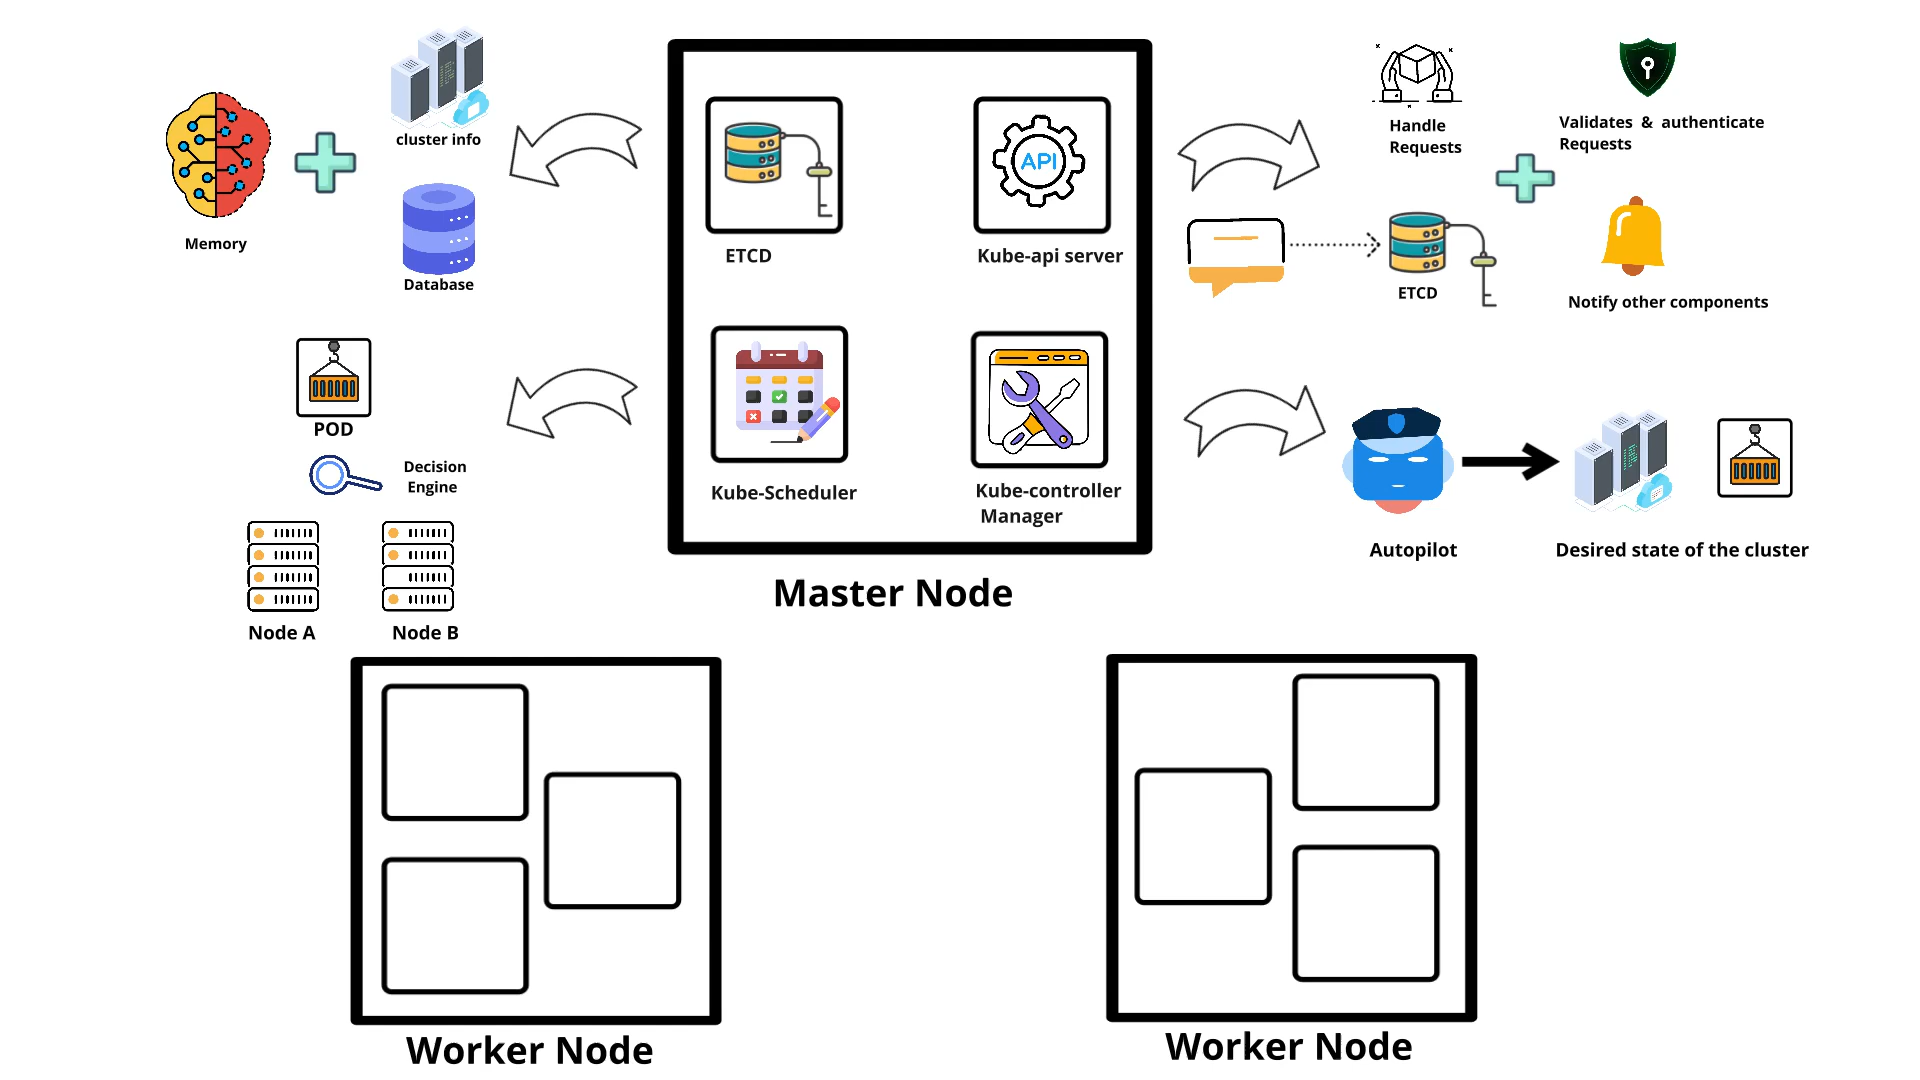 cluster info
Memory
Database
ETCD
API
Kube-api server
Handle
Requests
Validates & authenticate
Requests
ETCD
Notify other components
POD
Decision
Engine
Node A
Node B
Kube-Scheduler
Kube-controller
Manager
Autopilot
Desired state of the cluster
Master Node
Worker Node
Worker Node